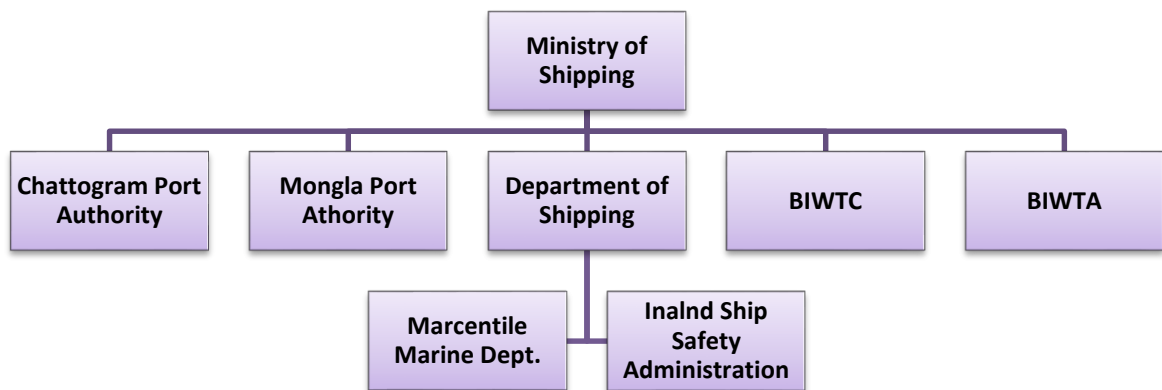 Ministry of
Shipping
Chattogram Port
Authority
Mongla Port
Athority
Department of
Shipping
BIWTC
BIWTA
Marcentile
Marine Dept.
Inalnd Ship
Safety
Administration